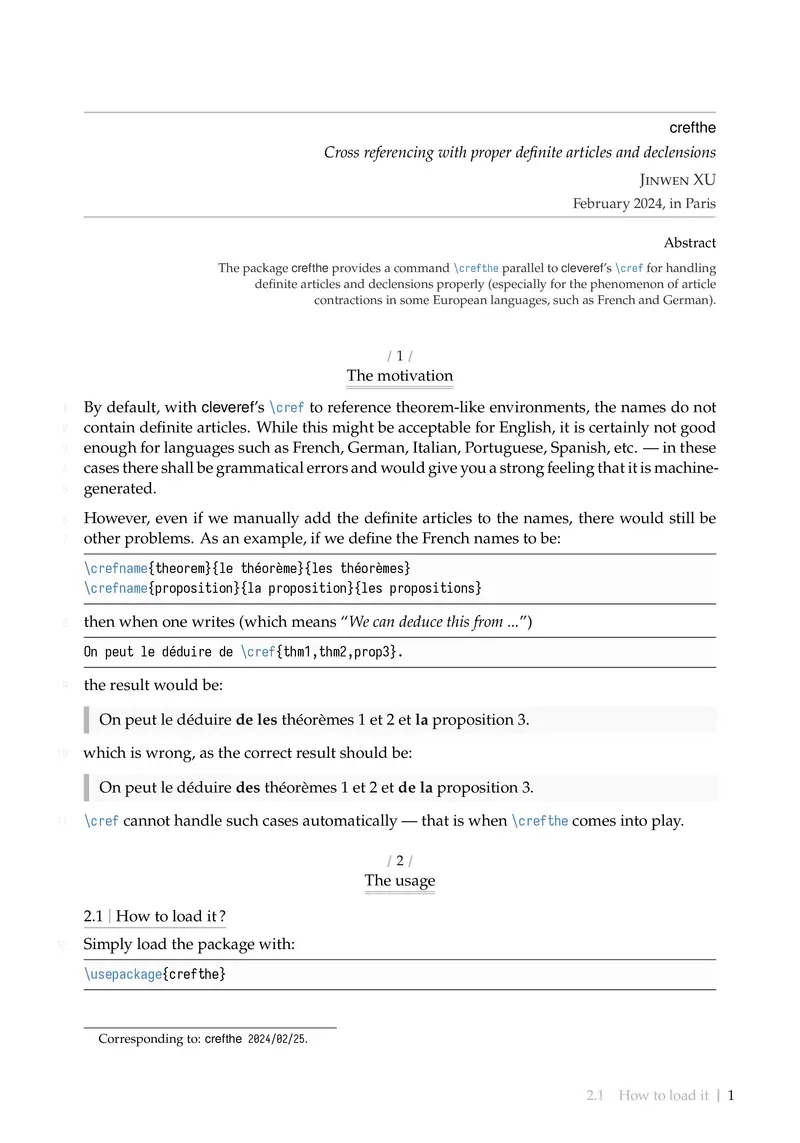 crefthe
Cross referencing with proper definite articles and declensions
Jinwen XU
February 2024, in Paris
Abstract
The package crefthe provides a command \crefthe parallel to cleveref's \cref for handling
definite articles and declensions properly (especially for the phenomenon of article
contractions in some European languages, such as French and German).
/ 1 /
The motivation
1 By default, with cleveref's \cref to reference theorem-like environments, the names do not
2 contain definite articles. While this might be acceptable for English, it is certainly not good
3 enough for languages such as French, German, Italian, Portuguese, Spanish, etc. — in these
4 cases there shall be grammatical errors and would give you a strong feeling that it is machine-
5 generated.
6 However, even if we manually add the definite articles to the names, there would still be
7 other problems. As an example, if we define the French names to be:
\crefname{theorem}{le théorème}{les théorèmes}
\crefname{proposition}{la proposition}{les propositions}
8 then when one writes (which means “We can deduce this from ...”)
On peut le déduire de \cref{thm1,thm2,prop3}.
9 the result would be:
On peut le déduire de les théorèmes 1 et 2 et la proposition 3.
10 which is wrong, as the correct result should be:
On peut le déduire des théorèmes 1 et 2 et de la proposition 3.
11 \cref cannot handle such cases automatically — that is when \crefthe comes into play.
/ 2 /
The usage
2.1 | How to load it ?
12 Simply load the package with:
\usepackage{crefthe}
Corresponding to: crefthe 2024/02/25.
2.1 How to load it | 1